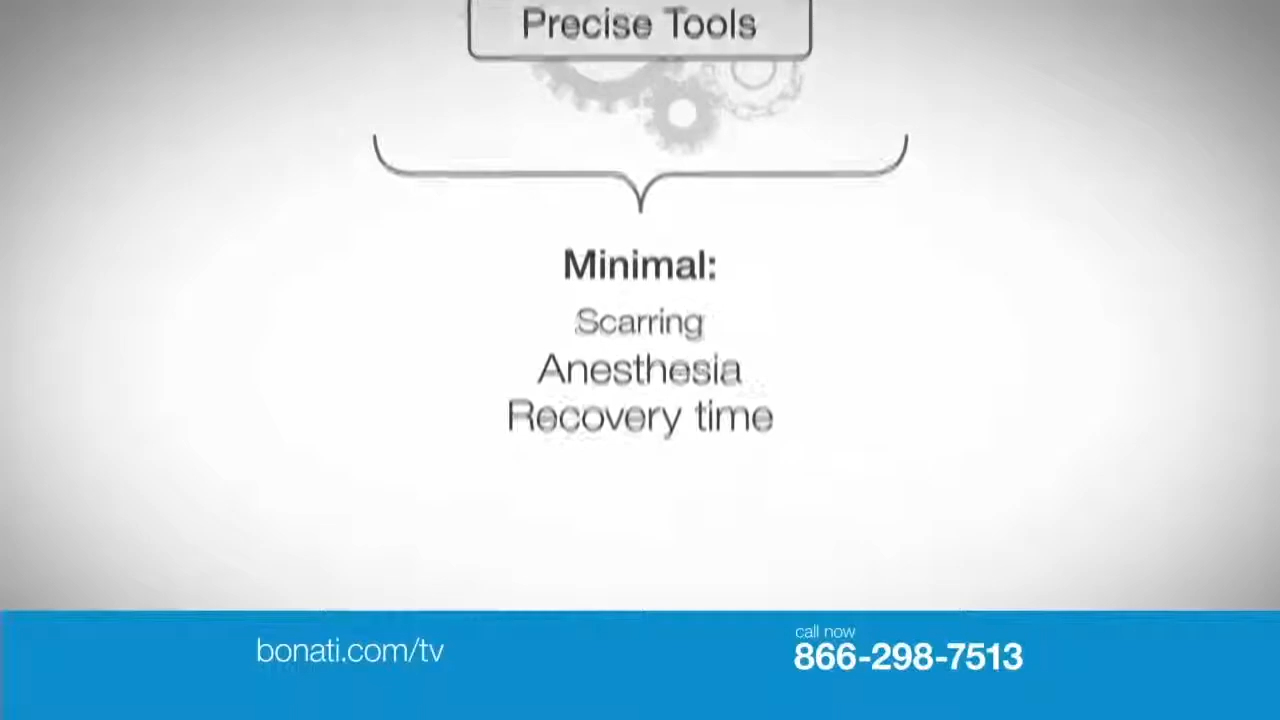 Precise Tools
Minimal:
Scarring
Anesthesia
Recovery time
bonati.com/tv
call now
866-298-7513